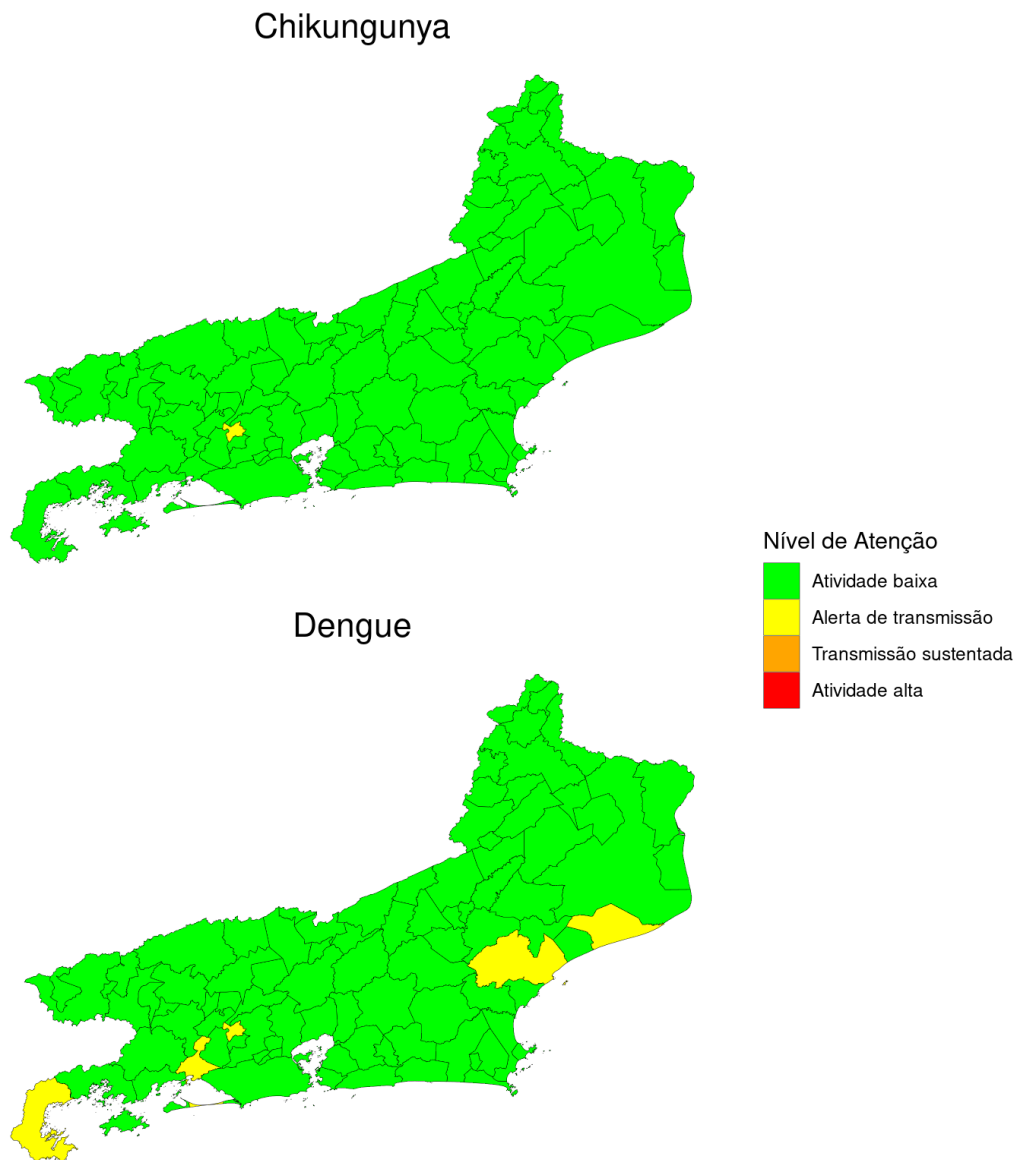 Chikungunya
Nível de Atenção
Atividade baixa
Alerta de transmissão
Transmissão sustentada
Atividade alta
Dengue